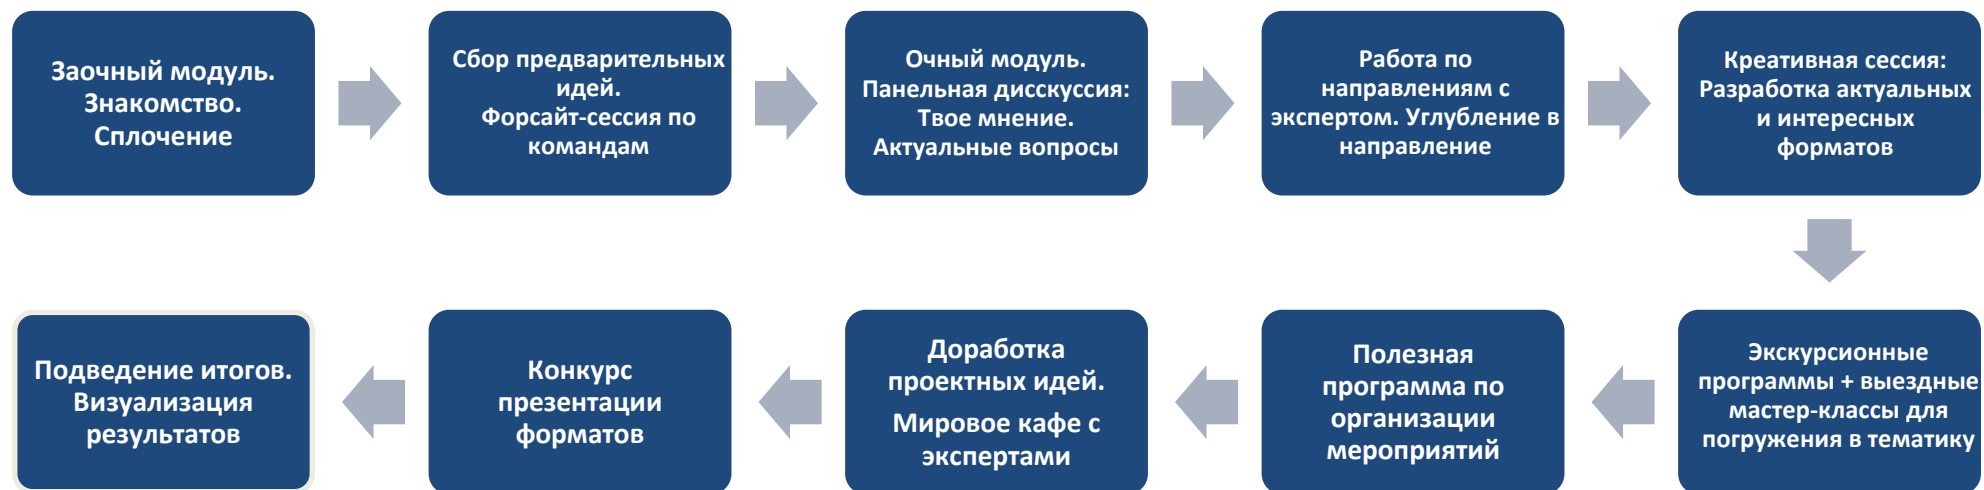 Заочный модуль.
Знакомство.
Сплочение
Сбор предварительных
идей.
Форсайт-сессия по
командам
Очный модуль.
Панельная дисскуссия:
Твое мнение.
Актуальные вопросы
Работа по
направлениям с
экспертом. Углубление в
направление
Креативная сессия:
Разработка актуальных
и интересных
форматов
Экскурсионные
программы + выездные
мастер-классы для
погружения в тематику
Полезная
программа по
организации
мероприятий
Доработка
проектных идей.
Мировое кафе с
экспертами
Конкурс
презентации
форматов
Подведение итогов.
Визуализация
результатов